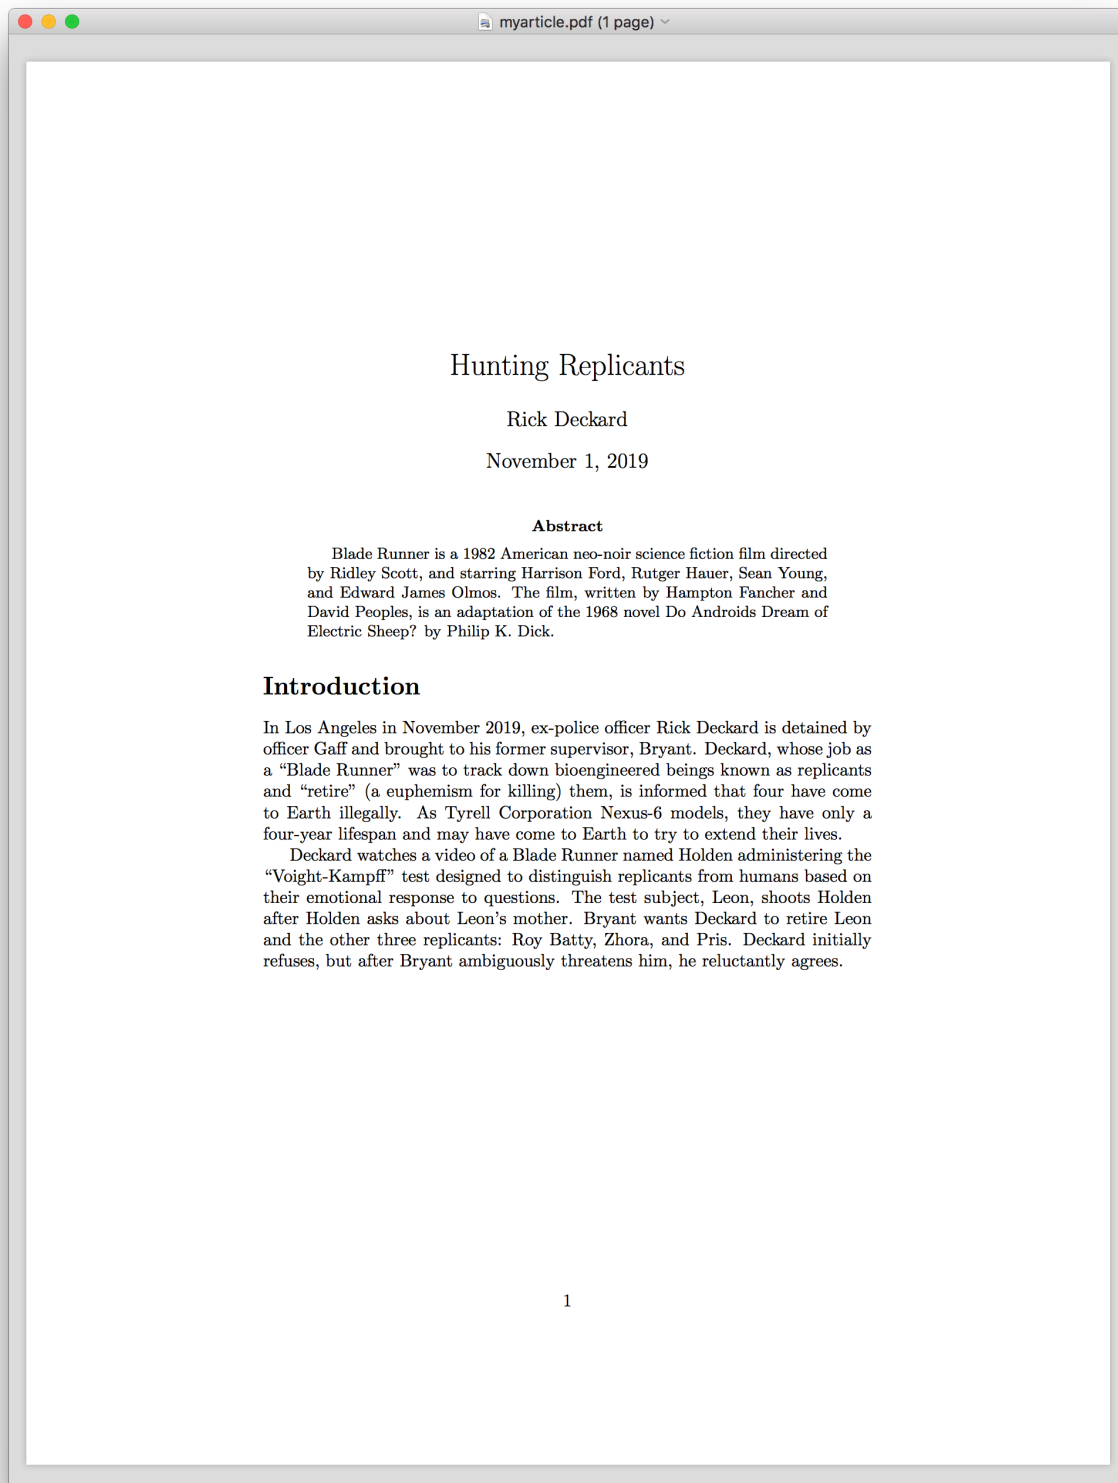 myarticle.pdf (1 page)
Hunting Replicants
Rick Deckard
November 1, 2019
Abstract
Blade Runner is a 1982 American neo-noir science fiction film directed
by Ridley Scott, and starring Harrison Ford, Rutger Hauer, Sean Young,
and Edward James Olmos. The film, written by Hampton Fancher and
David Peoples, is an adaptation of the 1968 novel Do Androids Dream of
Electric Sheep? by Philip K. Dick.
Introduction
In Los Angeles in November 2019, ex-police officer Rick Deckard is detained by
officer Gaff and brought to his former supervisor, Bryant. Deckard, whose job as
a “Blade Runner” was to track down bioengineered beings known as replicants
and “retire” (a euphemism for killing) them, is informed that four have come
to Earth illegally. As Tyrell Corporation Nexus-6 models, they have only a
four-year lifespan and may have come to Earth to try to extend their lives.
Deckard watches a video of a Blade Runner named Holden administering the
“Voight-Kampff” test designed to distinguish replicants from humans based on
their emotional response to questions. The test subject, Leon, shoots Holden
after Holden asks about Leon’s mother. Bryant wants Deckard to retire Leon
and the other three replicants: Roy Batty, Zhora, and Pris. Deckard initially
refuses, but after Bryant ambiguously threatens him, he reluctantly agrees.
1